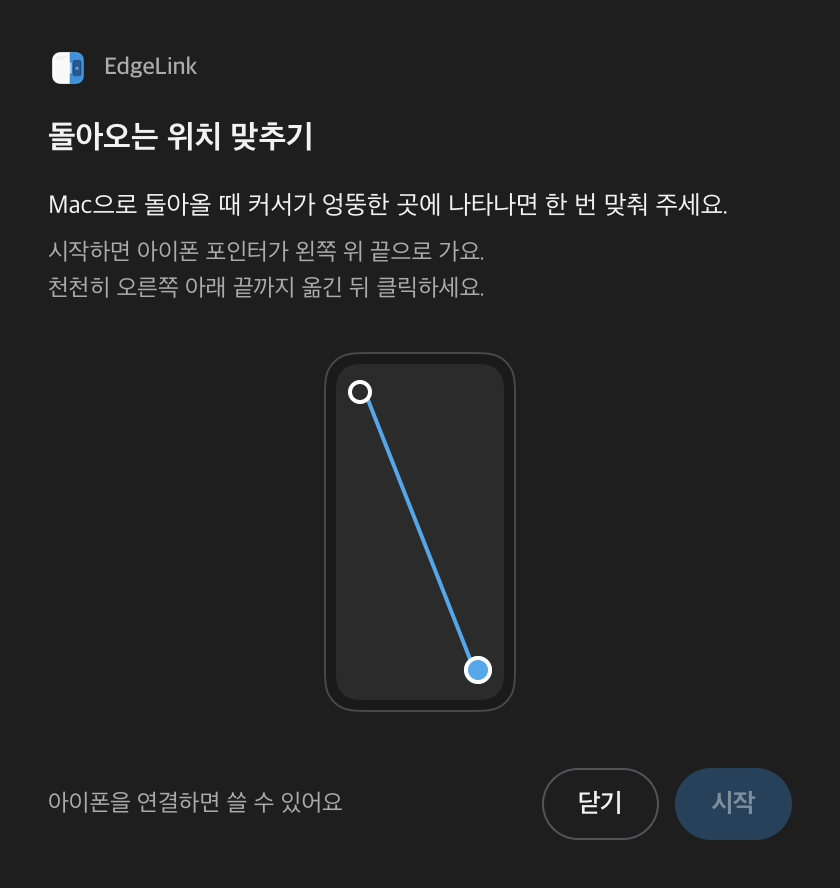 EdgeLink
돌아오는 위치 맞추기
Mac으로 돌아올 때 커서가 엉뚱한 곳에 나타나면 한 번 맞춰 주세요.
시작하면 아이폰 포인터가 왼쪽 위 끝으로 가요.
천천히 오른쪽 아래 끝까지 옮긴 뒤 클릭하세요.
아이폰을 연결하면 쓸 수 있어요
닫기
시작